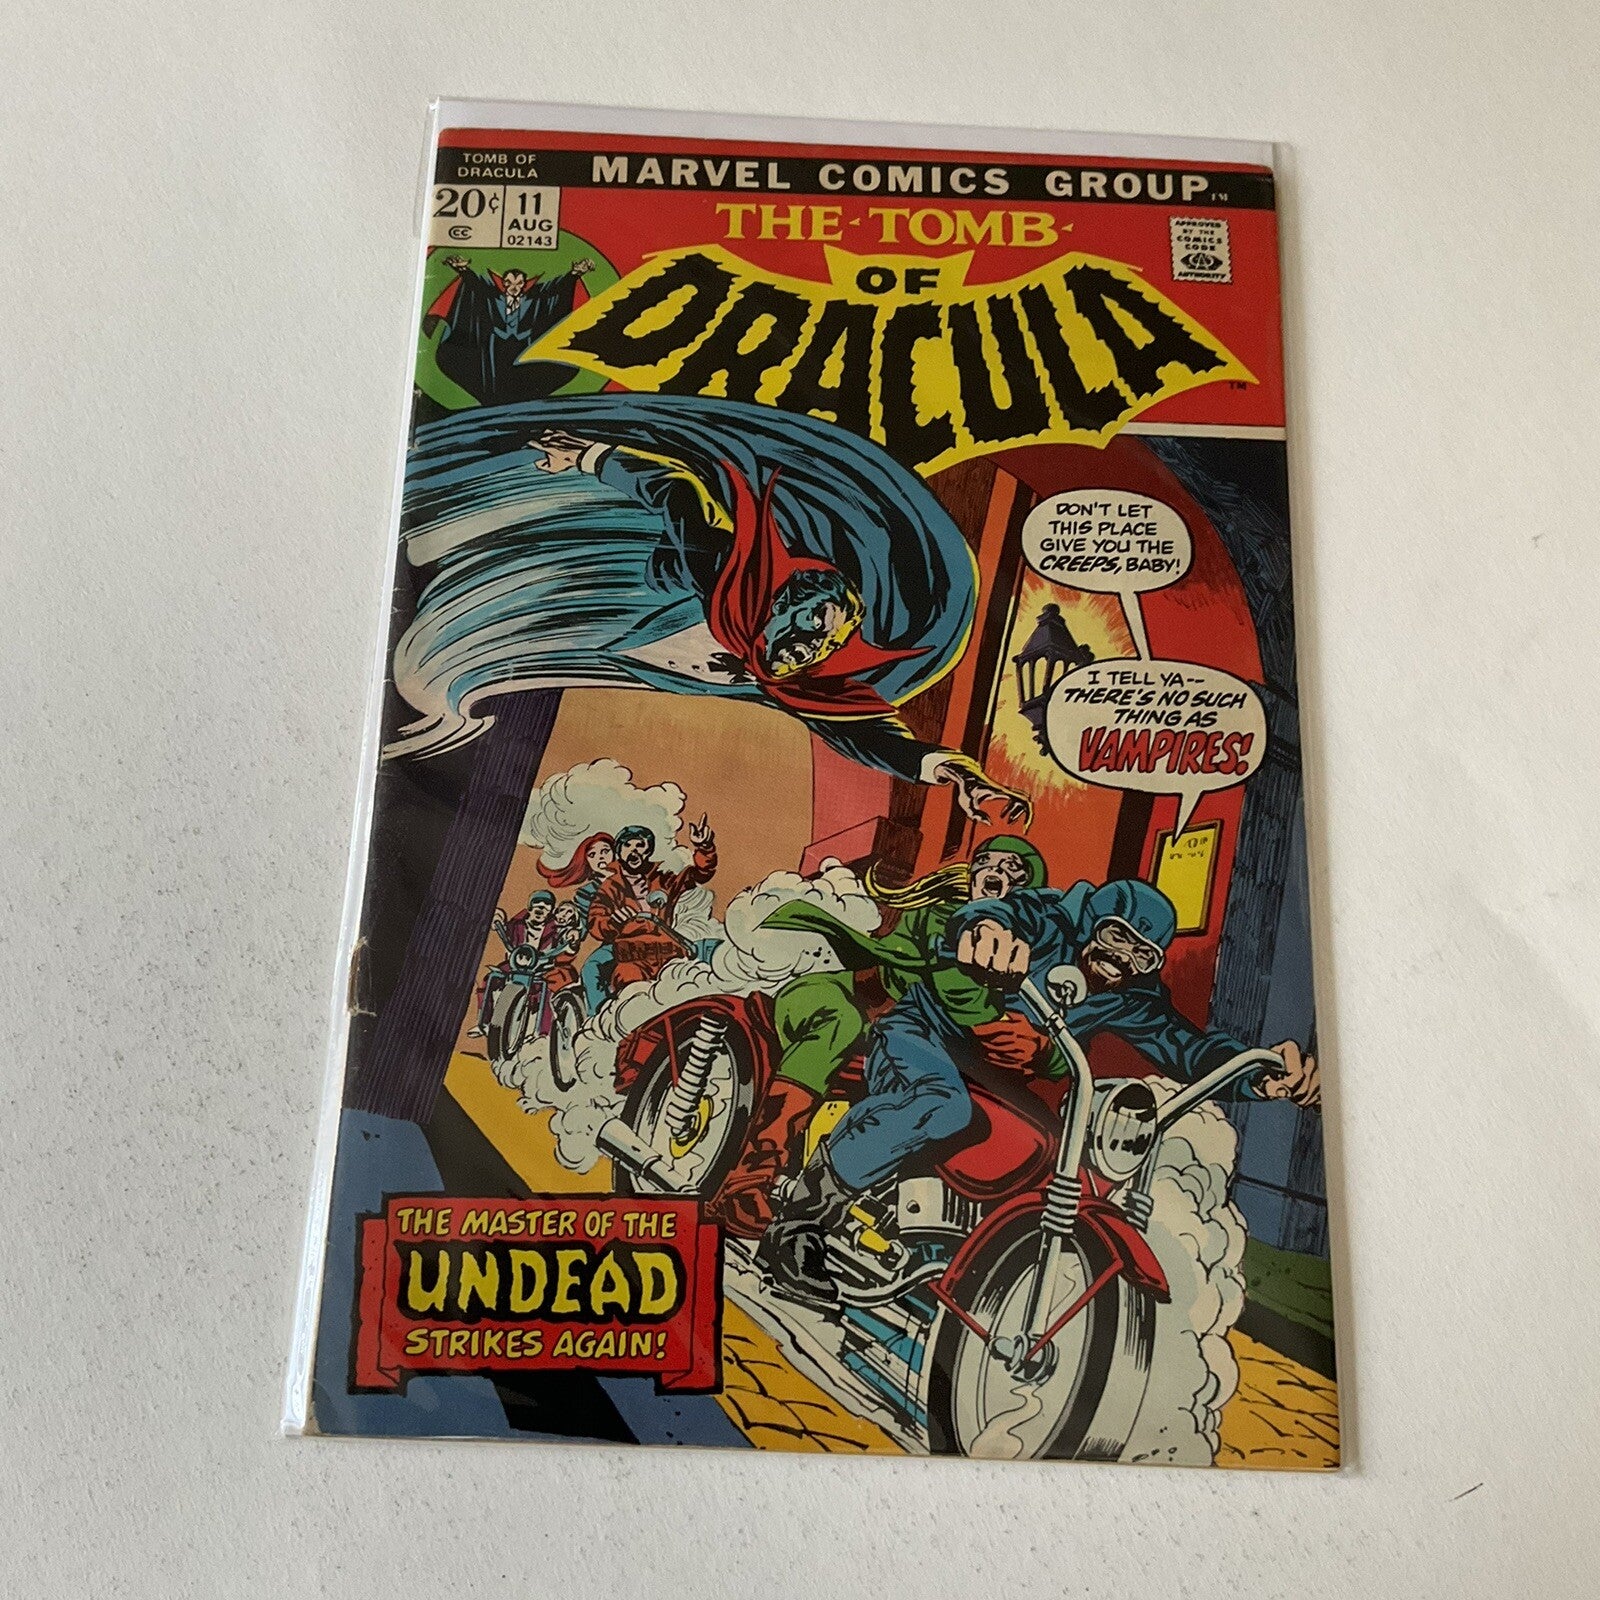 TOMB OF
DRACULA
MARVEL COMICS GROUP™
20¢
11
AUG
02143
CC
APPROVED
BY THE
COMICS
CODE
AUTHORITY
THE TOMB
OF
DRACULA™
DON'T LET
THIS PLACE
GIVE YOU THE
CREEPS, BABY!
I TELL YA--
THERE'S NO SUCH
THING AS
VAMPIRES!
THE MASTER OF THE
UNDEAD
STRIKES AGAIN!